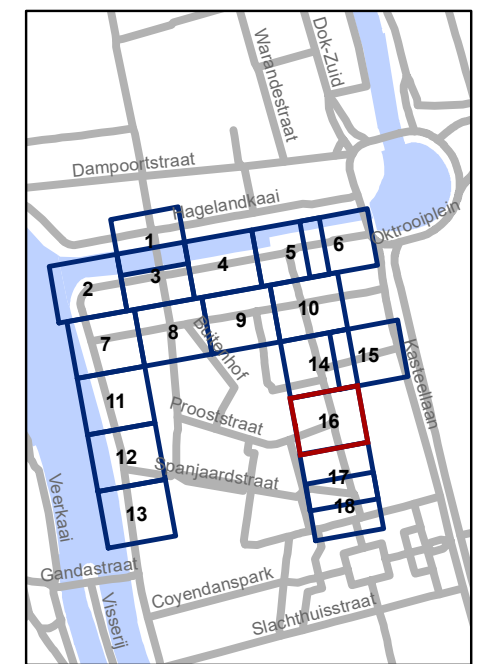 Dok-Zuid
Warandestraat
Dampoortstraat
Hagelandkaai
Oktrooiplein
1
2
3
4
5
6
7
8
9
10
Buitenhof
11
14
15
Kasteellaan
Prooststraat
16
12
Spanjaardstraat
17
13
18
Veerkaai
Gandastraat
Coyendanspark
Visserij
Slachthuisstraat